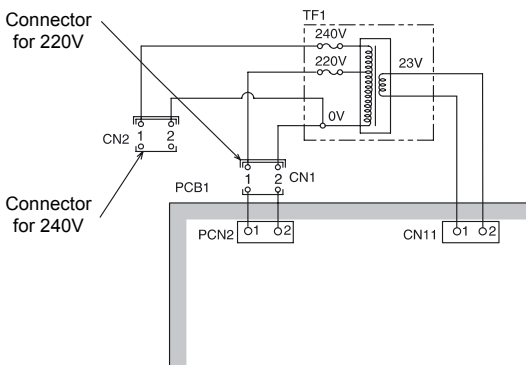 Connector
for 220V
TF1
240V
220V
23V
0V
CN2 1 2
1 2 CN1
Connector
for 240V
PCB1
PCN2 1 2
CN11 1 2